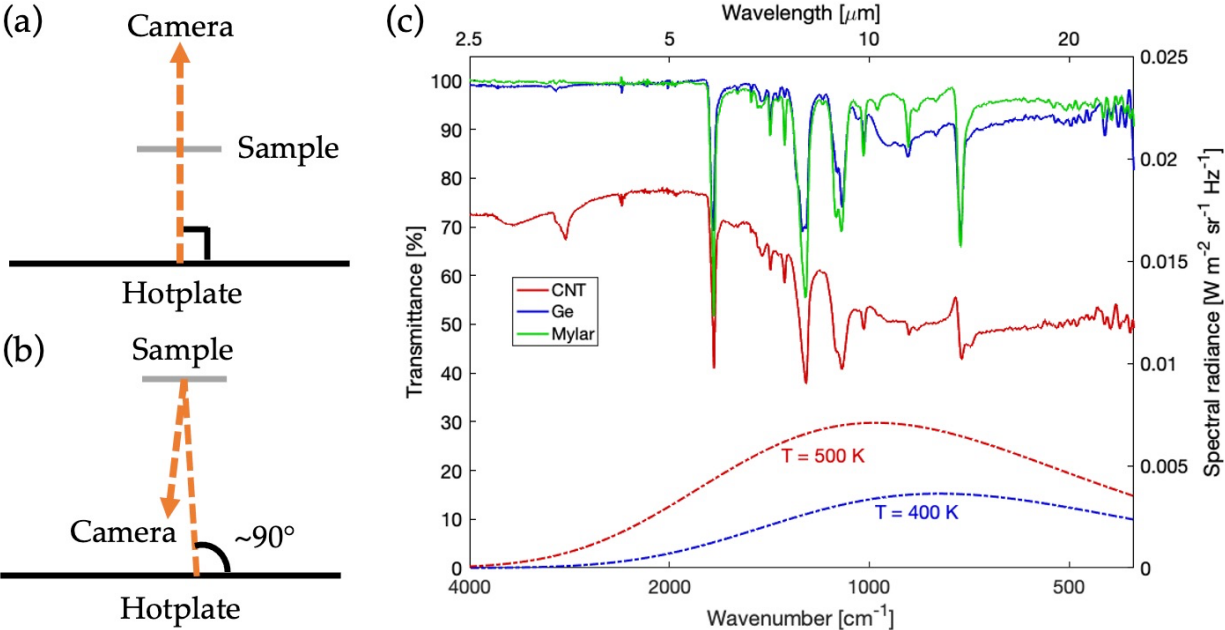 (a)
Camera
Sample
Hotplate
(b)
Sample
Camera
~90°
Hotplate
(c)
Wavelength [μm]
2.5 5 10 20
Transmittance [%]
100
90
80
70
60
50
40
30
20
10
0
CNT
Ge
Mylar
T = 500 K
T = 400 K
0.025
0.02
0.015
0.01
0.005
0
Spectral radiance [W m⁻² sr⁻¹ Hz⁻¹]
4000 2000 1000 500
Wavenumber [cm⁻¹]